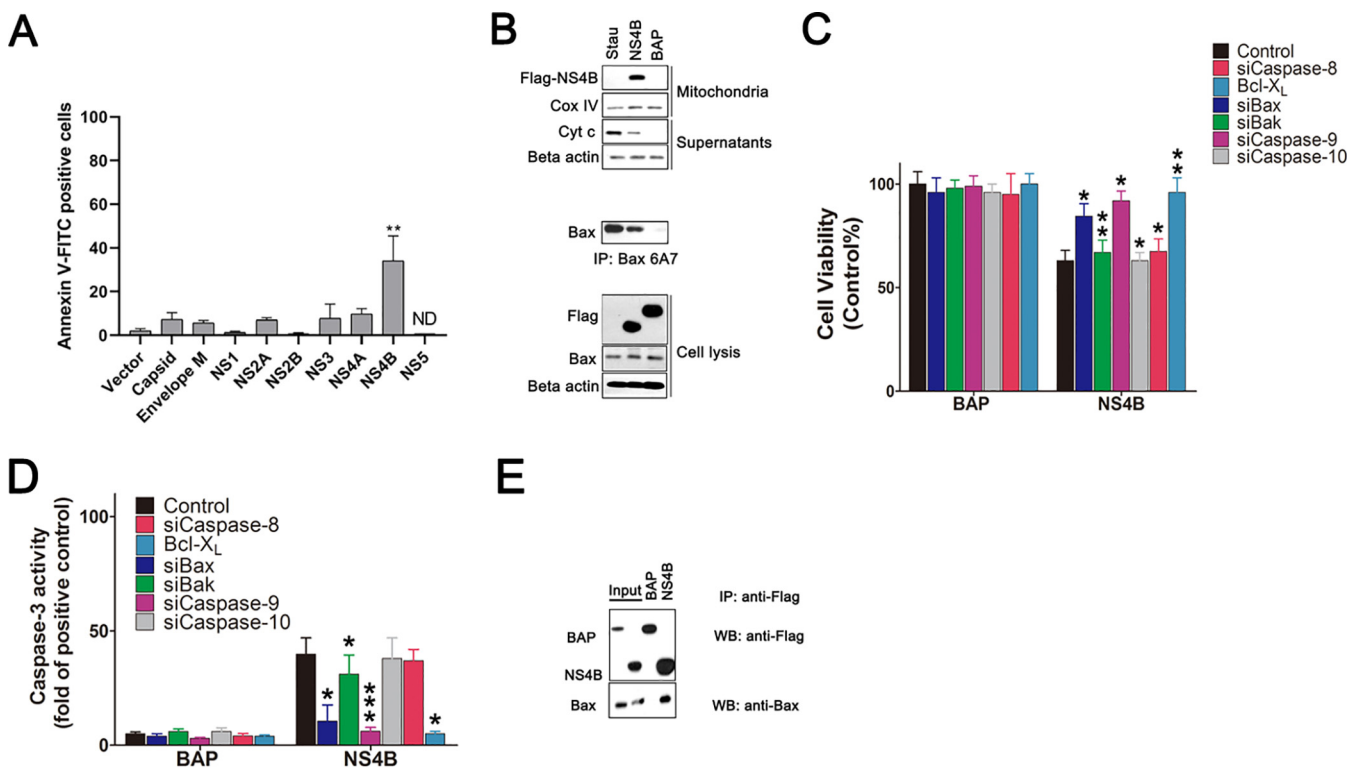 A
Annexin V-FITC positive cells
100
80
60
40
20
0
**
ND
Vector
Capsid
Envelope M
NS1
NS2A
NS2B
NS3
NS4A
NS4B
NS5
B
Stau
NS4B
BAP
Flag-NS4B
Cox IV
Mitochondria
Cyt c
Beta actin
Supernatants
Bax
IP: Bax 6A7
Flag
Bax
Beta actin
Cell lysis
C
Control
siCaspase-8
Bcl-XL
siBax
siBak
siCaspase-9
siCaspase-10
Cell Viability
(Control%)
100
50
0
*
**
*
*
*
**
BAP
NS4B
D
Control
siCaspase-8
Bcl-XL
siBax
siBak
siCaspase-9
siCaspase-10
Caspase-3 activity
(fold of positive control)
100
50
0
*
*
***
*
BAP
NS4B
E
Input
BAP
NS4B
IP: anti-Flag
BAP
WB: anti-Flag
NS4B
Bax
WB: anti-Bax